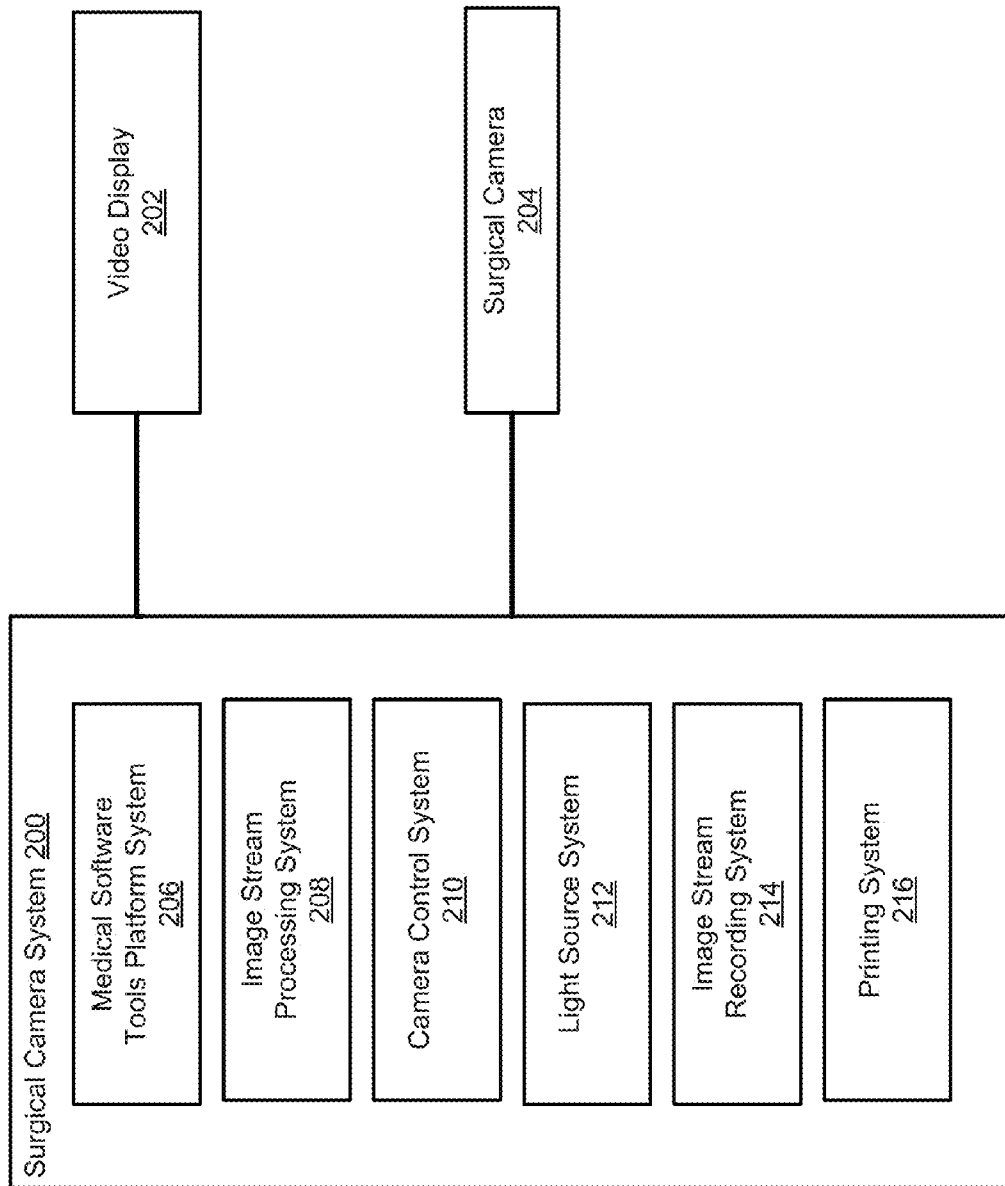 Surgical Camera System 200
Medical Software
Tools Platform System
206
Image Stream
Processing System
208
Camera Control System
210
Light Source System
212
Image Stream
Recording System
214
Printing System
216
Video Display
202
Surgical Camera
204